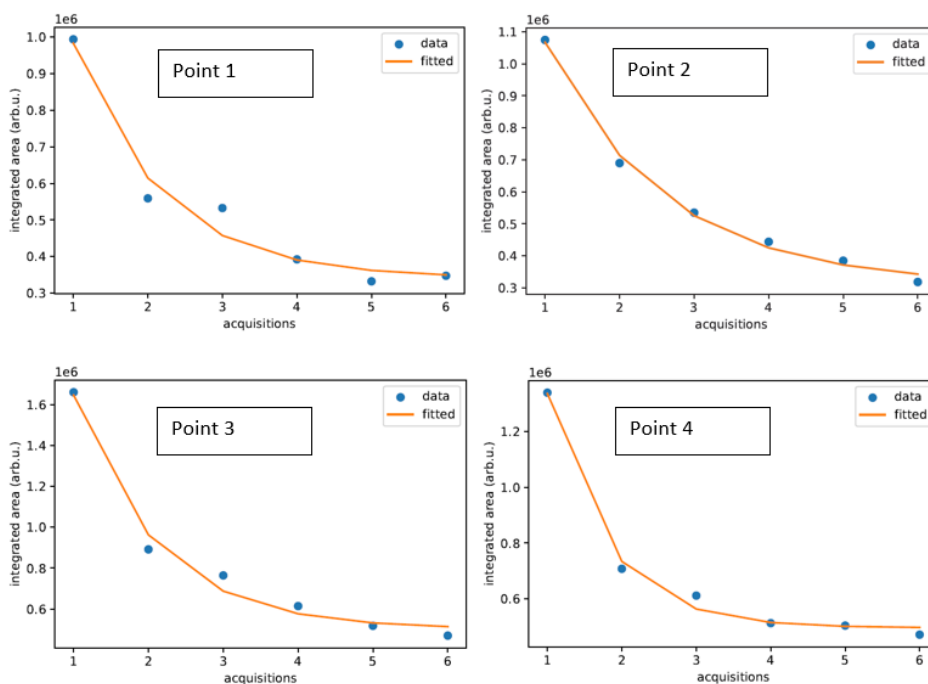 1e6
Point 1
data
fitted
integrated area (arb.u.)
1.0
0.9
0.8
0.7
0.6
0.5
0.4
0.3
1 2 3 4 5 6
acquisitions
1e6
Point 2
data
fitted
integrated area (arb.u.)
1.1
1.0
0.9
0.8
0.7
0.6
0.5
0.4
0.3
1 2 3 4 5 6
acquisitions
1e6
Point 3
data
fitted
integrated area (arb.u.)
1.6
1.4
1.2
1.0
0.8
0.6
1 2 3 4 5 6
acquisitions
1e6
Point 4
data
fitted
integrated area (arb.u.)
1.2
1.0
0.8
0.6
1 2 3 4 5 6
acquisitions